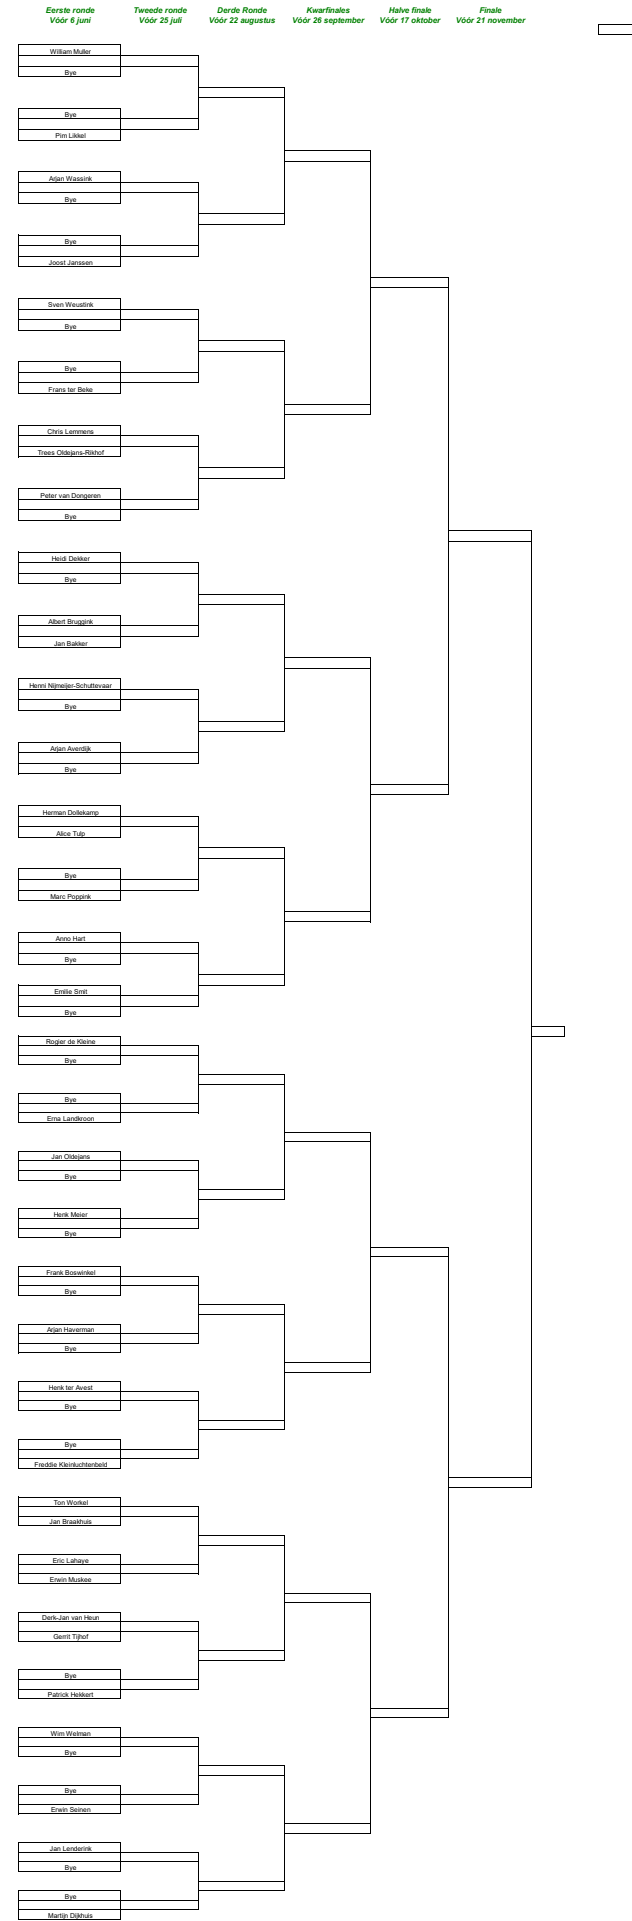 Eerste ronde Tweede ronde Derde Ronde Kwarfinales Halve finale Finale
Vóór 6 juni Vóór 25 juli Vóór 22 augustus Vóór 26 september Vóór 17 oktober Vóór 21 november
William Muller
Bye
Bye
Pim Likkel
Arjan Wassink
Bye
Bye
Joost Janssen
Sven Weustink
Bye
Bye
Frans ter Beke
Chris Lemmens
Trees Oldejans-Rikhof
Peter van Dongeren
Bye
Heidi Dekker
Bye
Albert Bruggink
Jan Bakker
Henni Nijmeijer-Schuttevaar
Bye
Arjan Averdijk
Bye
Herman Dollekamp
Alice Tulp
Bye
Marc Poppink
Anno Hart
Bye
Emilie Smit
Bye
Rogier de Kleine
Bye
Bye
Erna Landkroon
Jan Oldejans
Bye
Henk Meier
Bye
Frank Boswinkel
Bye
Arjan Haverman
Bye
Henk ter Avest
Bye
Bye
Freddie Kleinluchtenbeld
Ton Workel
Jan Braakhuis
Eric Lahaye
Erwin Muskee
Derk-Jan van Heun
Gerrit Tijhof
Bye
Patrick Hekkert
Wim Welman
Bye
Bye
Erwin Seinen
Jan Lenderink
Bye
Bye
Martijn Dijkhuis